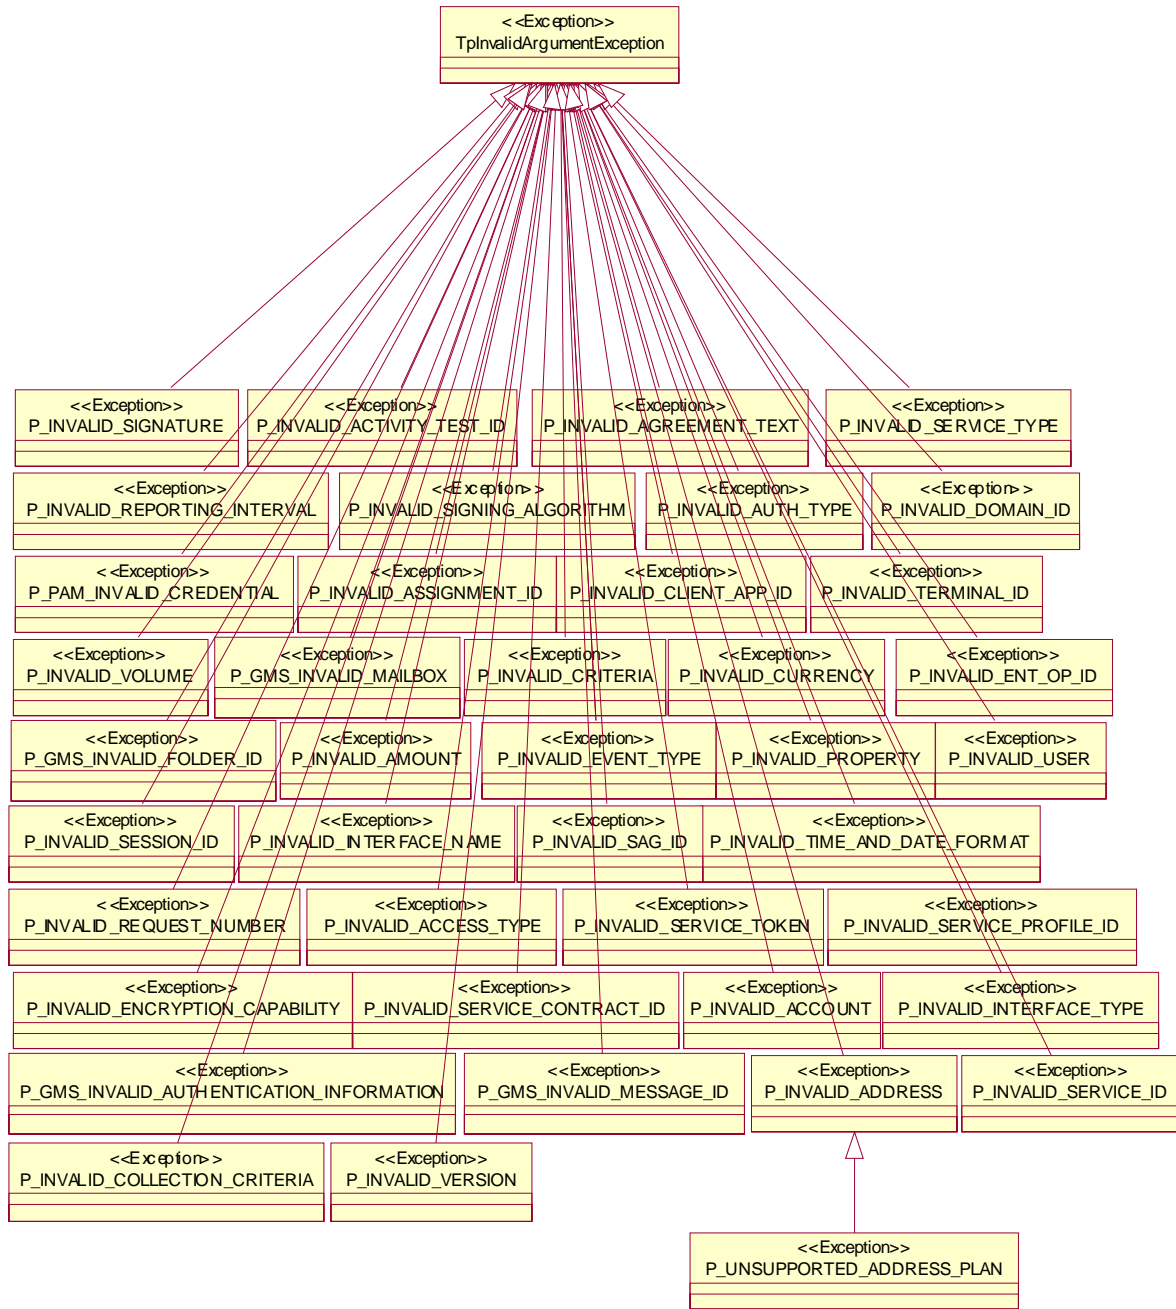 <<Exception>>
TpInvalidArgumentException
<<Exception>>
P_INVALID_SIGNATURE
<<Exception>>
P_INVALID_ACTIVITY_TEST_ID
<<Exception>>
P_INVALID_AGREEMENT_TEXT
<<Exception>>
P_INVALID_SERVICE_TYPE
<<Exception>>
P_INVALID_REPORTING_INTERVAL
<<Exception>>
P_INVALID_SIGNING_ALGORITHM
<<Exception>>
P_INVALID_AUTH_TYPE
<<Exception>>
P_INVALID_DOMAIN_ID
<<Exception>>
P_PAM_INVALID_CREDENTIAL
<<Exception>>
P_INVALID_ASSIGNMENT_ID
<<Exception>>
P_INVALID_CLIENT_APP_ID
<<Exception>>
P_INVALID_TERMINAL_ID
<<Exception>>
P_INVALID_VOLUME
<<Exception>>
P_GMS_INVALID_MAILBOX
<<Exception>>
P_INVALID_CRITERIA
<<Exception>>
P_INVALID_CURRENCY
<<Exception>>
P_INVALID_ENT_OP_ID
<<Exception>>
P_GMS_INVALID_FOLDER_ID
<<Exception>>
P_INVALID_AMOUNT
<<Exception>>
P_INVALID_EVENT_TYPE
<<Exception>>
P_INVALID_PROPERTY
<<Exception>>
P_INVALID_USER
<<Exception>>
P_INVALID_SESSION_ID
<<Exception>>
P_INVALID_INTERFACE_NAME
<<Exception>>
P_INVALID_SAG_ID
<<Exception>>
P_INVALID_TIME_AND_DATE_FORMAT
<<Exception>>
P_INVALID_REQUEST_NUMBER
<<Exception>>
P_INVALID_ACCESS_TYPE
<<Exception>>
P_INVALID_SERVICE_TOKEN
<<Exception>>
P_INVALID_SERVICE_PROFILE_ID
<<Exception>>
P_INVALID_ENCRYPTION_CAPABILITY
<<Exception>>
P_INVALID_SERVICE_CONTRACT_ID
<<Exception>>
P_INVALID_ACCOUNT
<<Exception>>
P_INVALID_INTERFACE_TYPE
<<Exception>>
P_GMS_INVALID_AUTHENTICATION_INFORMATION
<<Exception>>
P_GMS_INVALID_MESSAGE_ID
<<Exception>>
P_INVALID_ADDRESS
<<Exception>>
P_INVALID_SERVICE_ID
<<Exception>>
P_INVALID_COLLECTION_CRITERIA
<<Exception>>
P_INVALID_VERSION
<<Exception>>
P_UNSUPPORTED_ADDRESS_PLAN